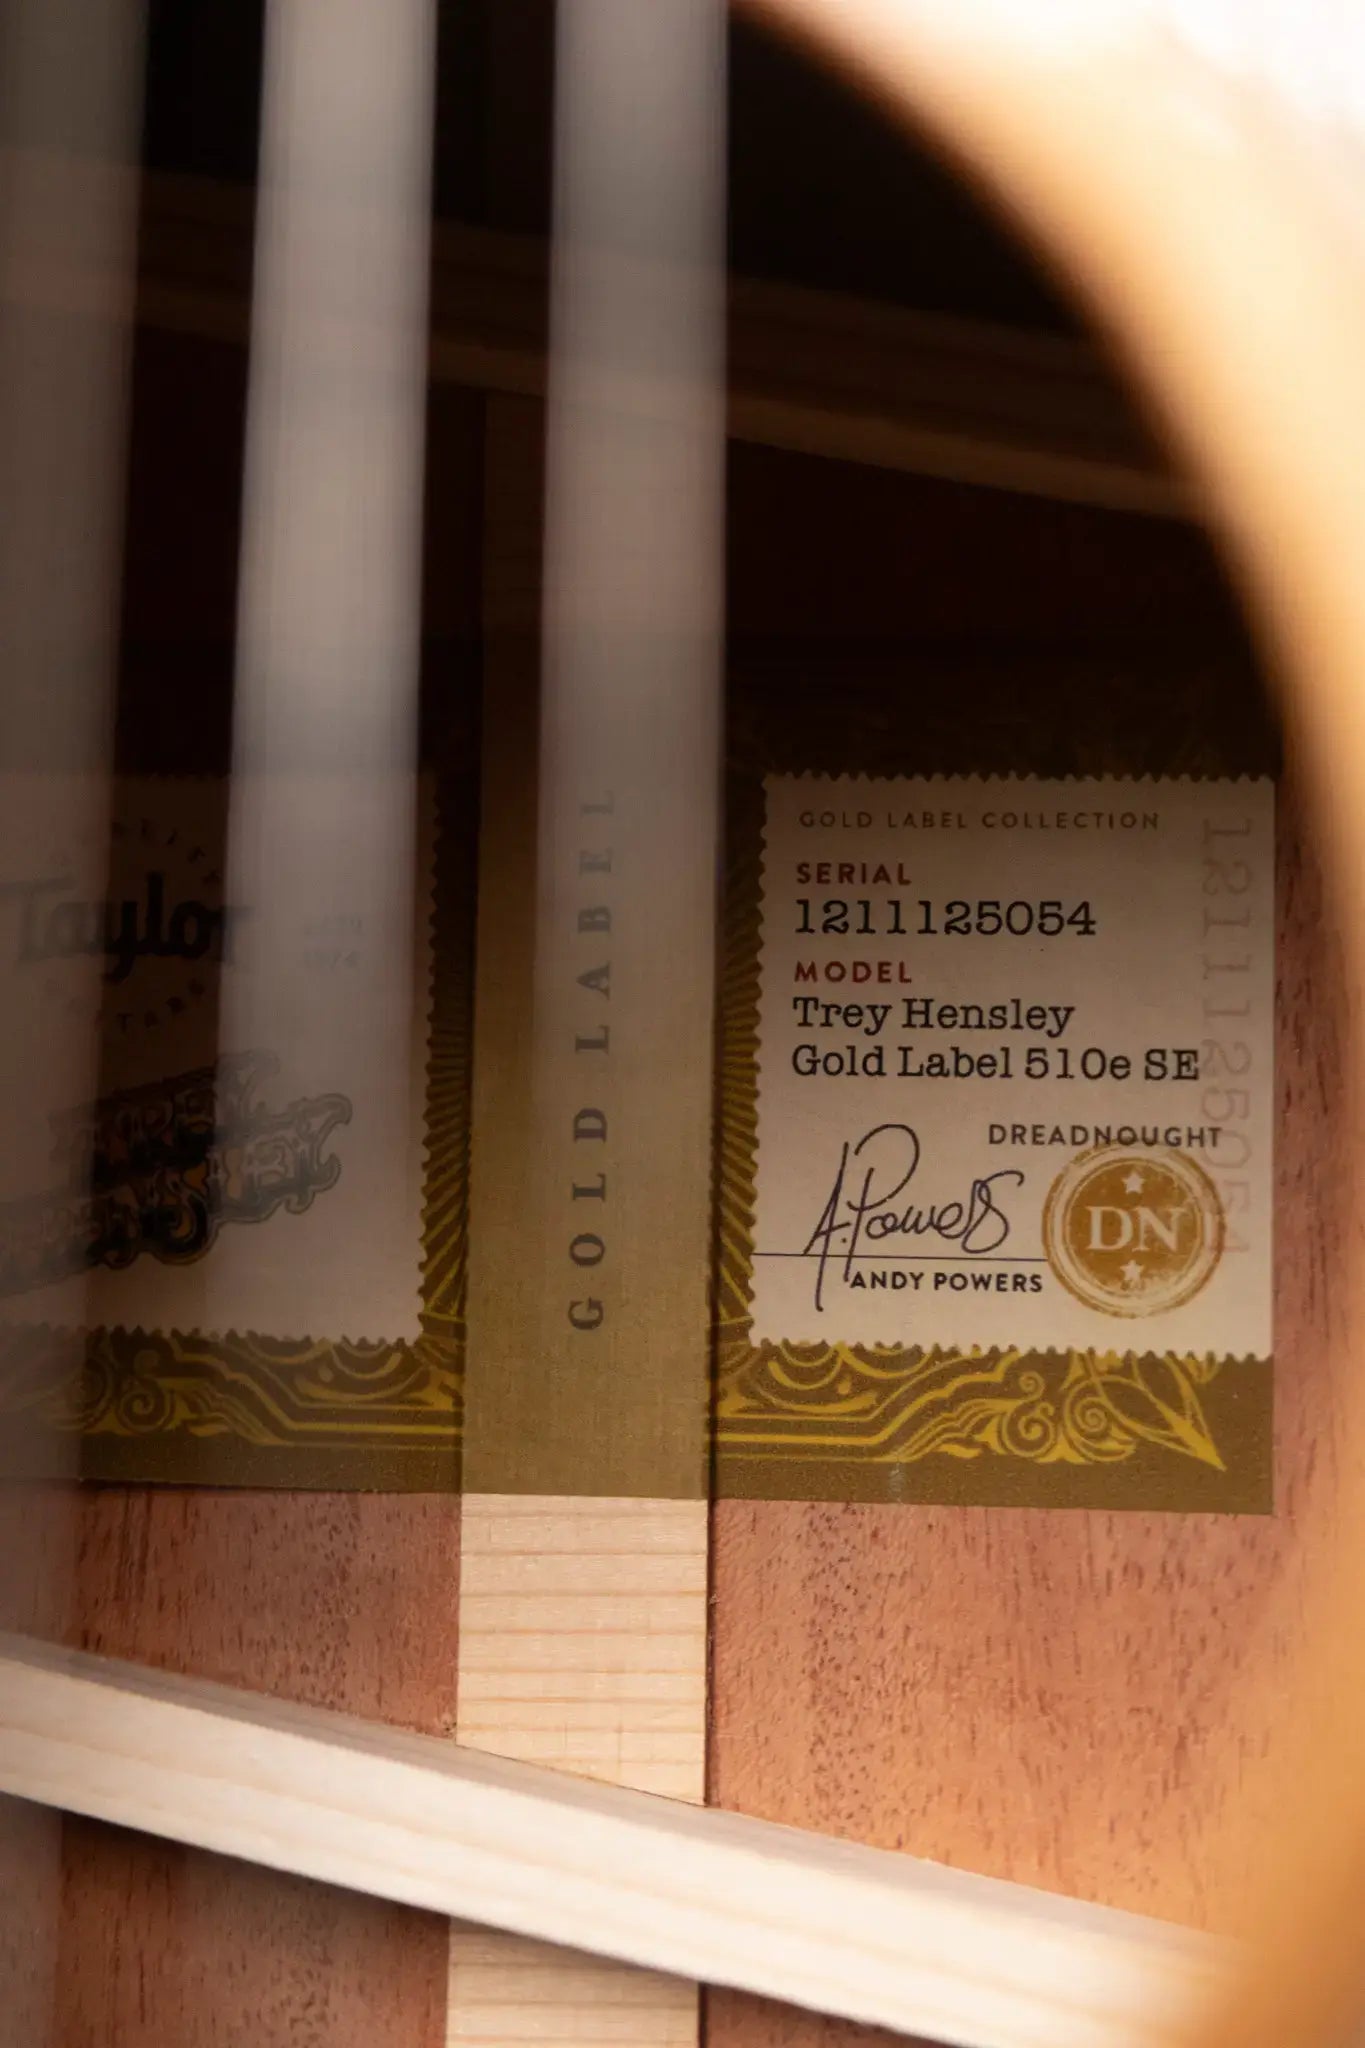 Taylor
GOLD LABEL
GOLD LABEL COLLECTION
SERIAL
1211125054
MODEL
Trey Hensley
Gold Label 510e SE
DREADNOUGHT
A. Powers
ANDY POWERS
DN
1211125054